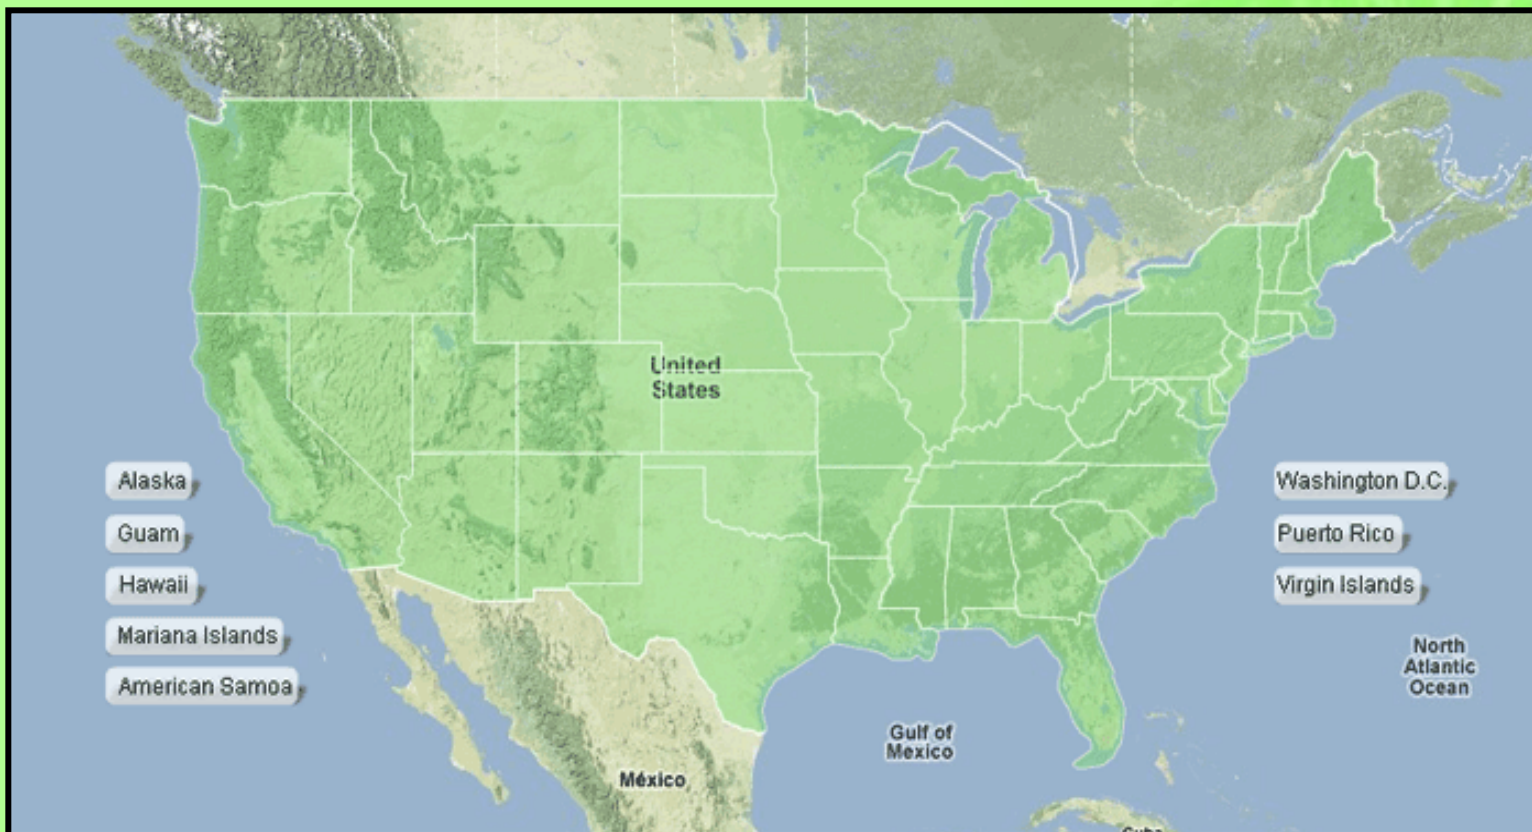 United
States
Alaska
Guam
Hawaii
Mariana Islands
American Samoa
Washington D.C.
Puerto Rico
Virgin Islands
North
Atlantic
Ocean
Gulf of
Mexico
México
Cuba